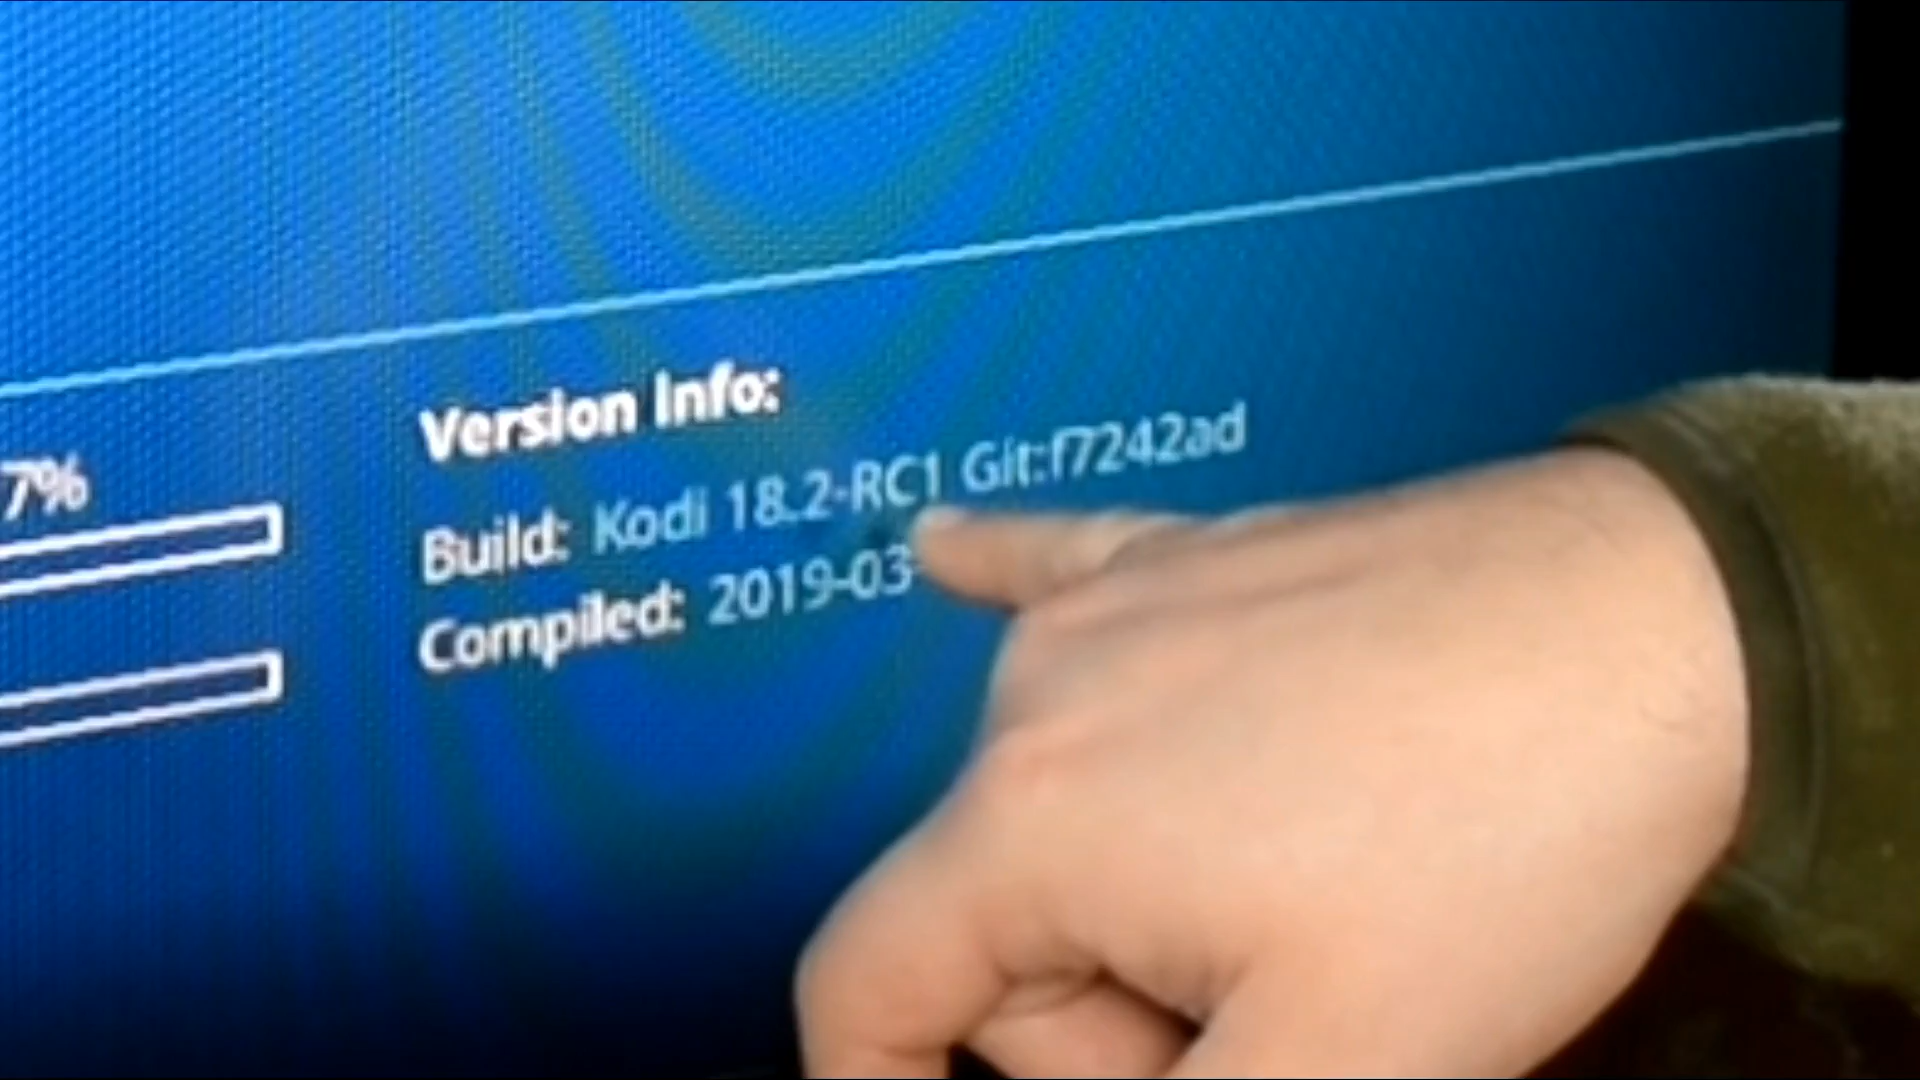 Version Info:
7%
Build: Kodi 18.2-RC1 Git:f7242ad
Compiled: 2019-03-